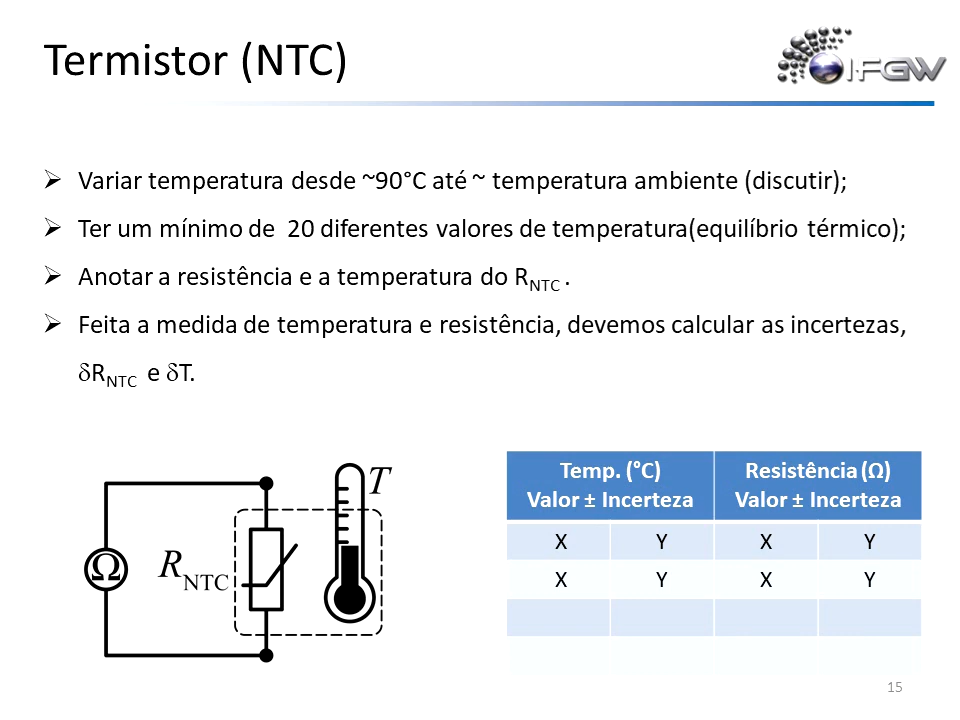 Termistor (NTC)
IFGW
➢ Variar temperatura desde ~90°C até ~ temperatura ambiente (discutir);
➢ Ter um mínimo de  20 diferentes valores de temperatura(equilíbrio térmico);
➢ Anotar a resistência e a temperatura do RNTC .
➢ Feita a medida de temperatura e resistência, devemos calcular as incertezas,
δRNTC e δT.
Ω
RNTC
T
Temp. (°C) Resistência (Ω)
Valor ± Incerteza Valor ± Incerteza
X Y X Y
X Y X Y
15